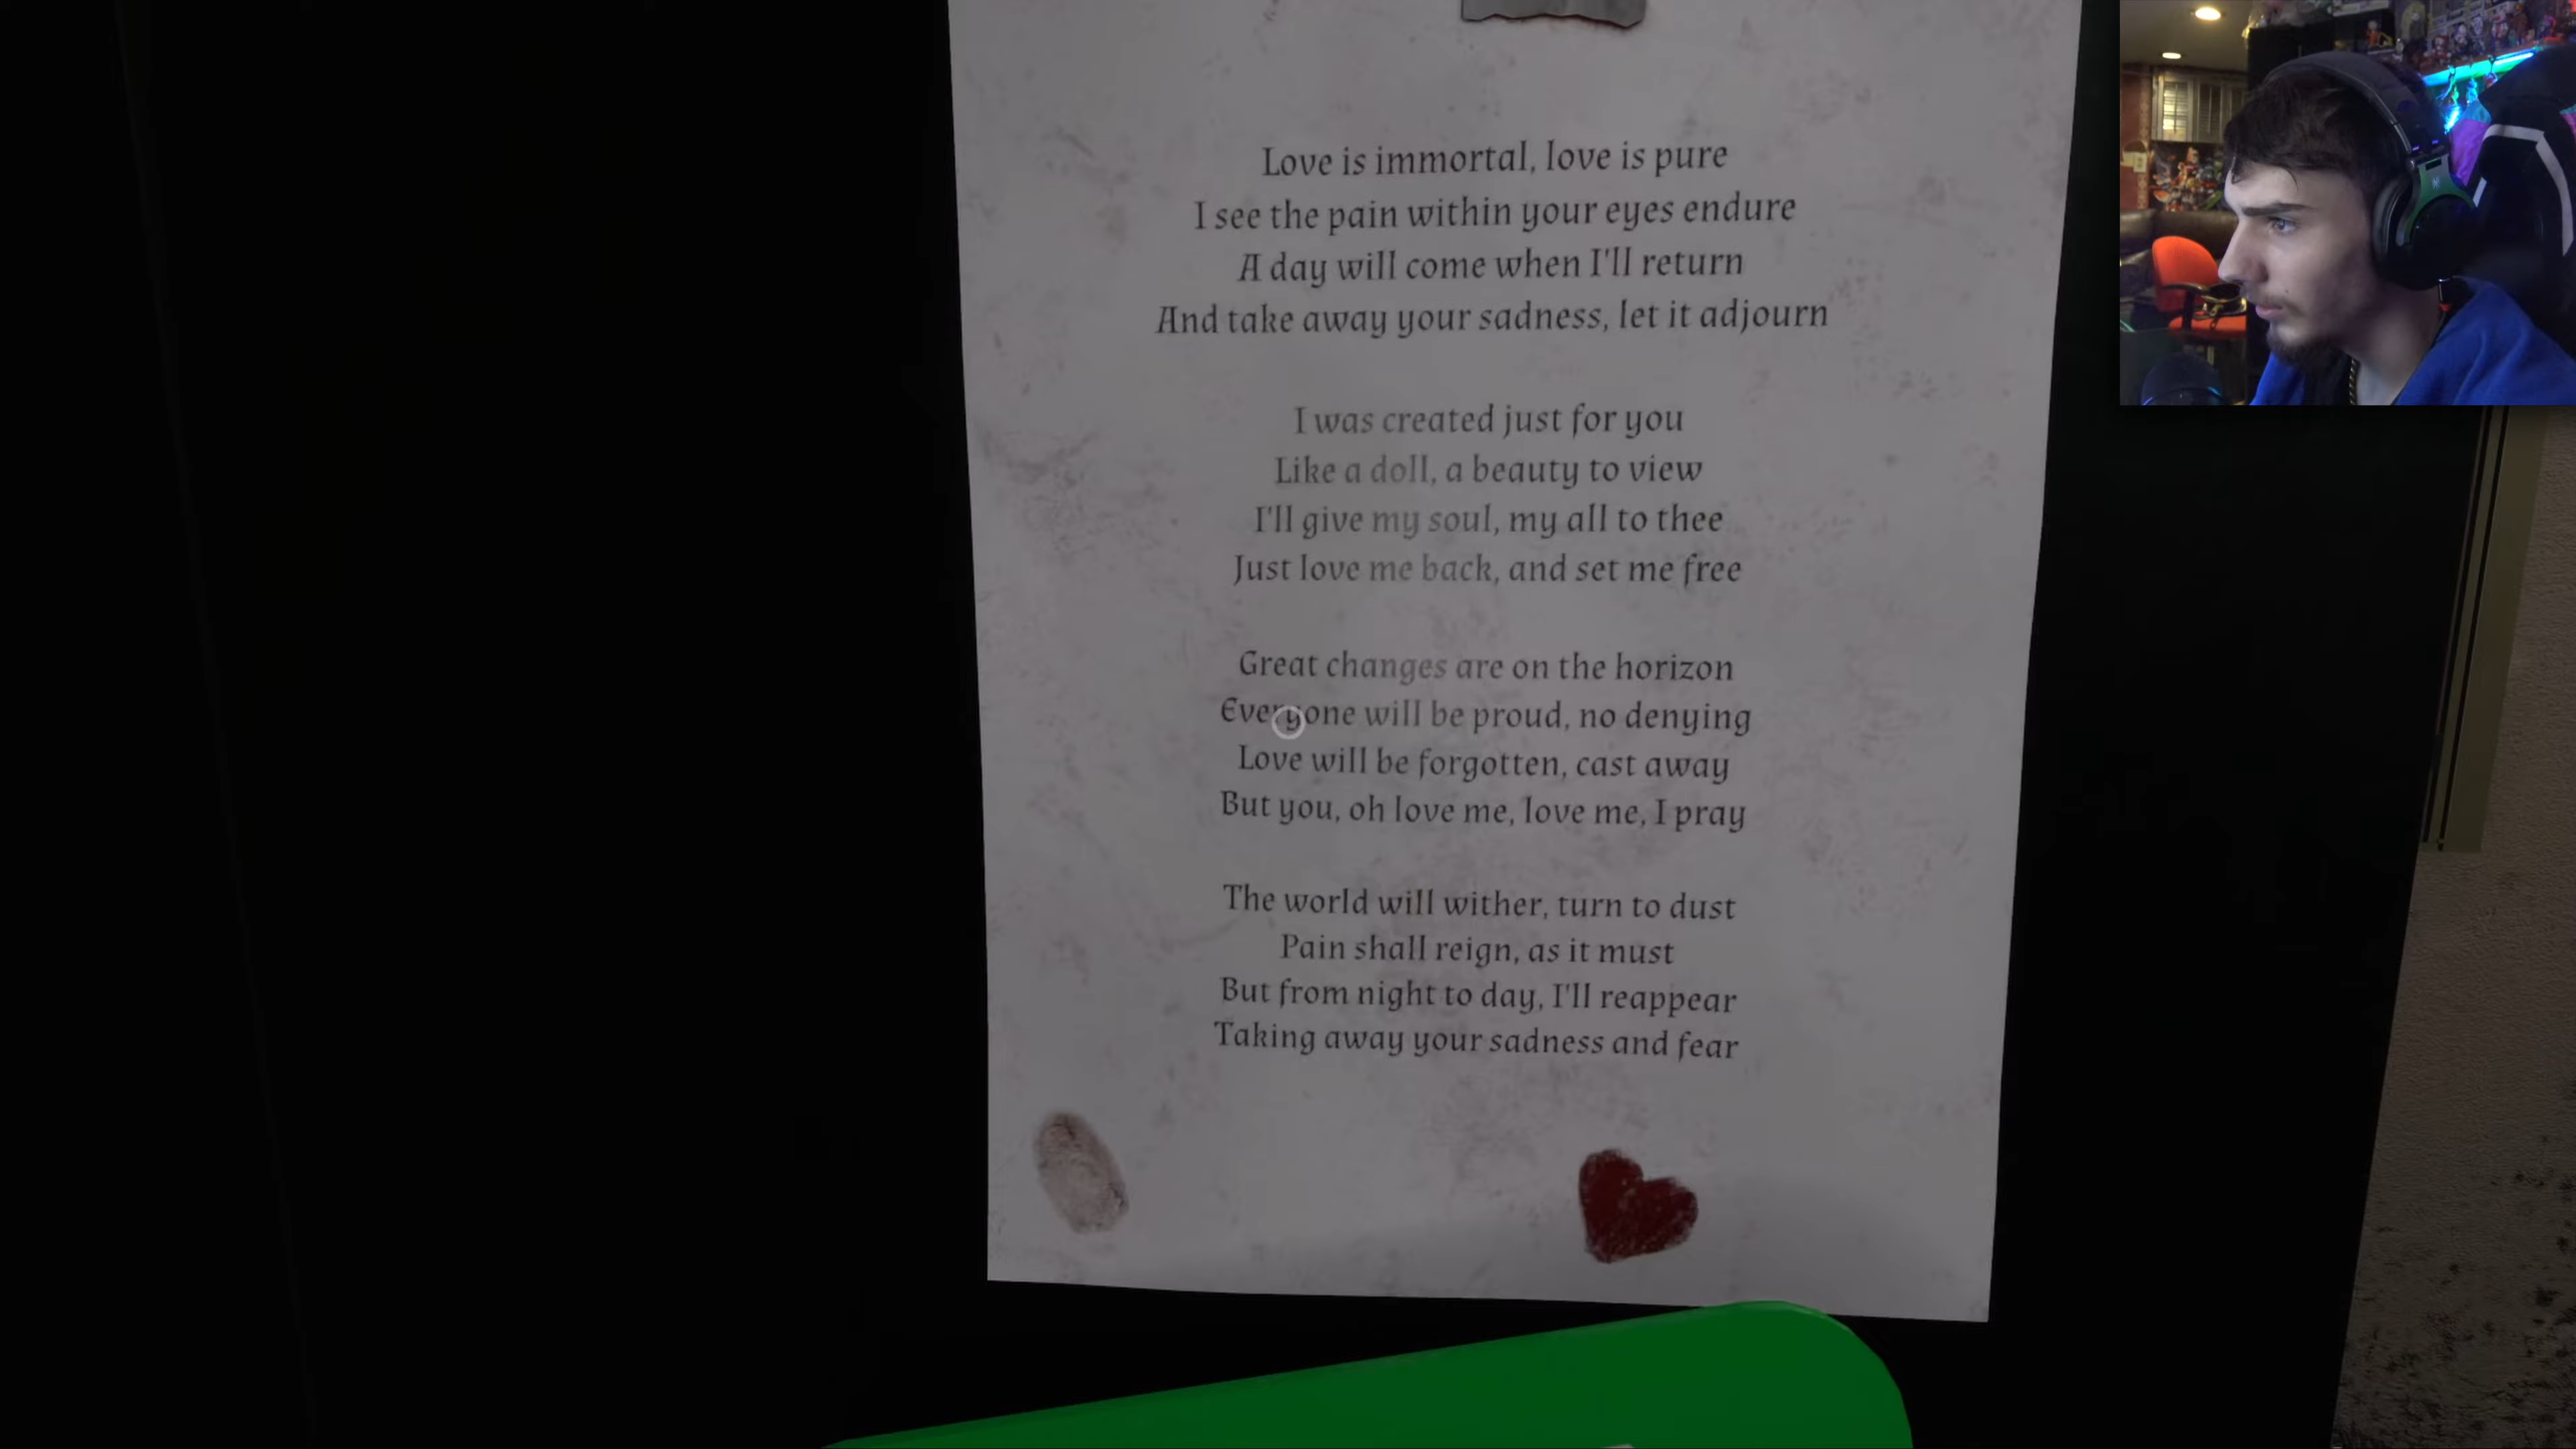 Love is immortal, love is pure
I see the pain within your eyes endure
A day will come when I'll return
And take away your sadness, let it adjourn
I was created just for you
Like a doll, a beauty to view
I'll give my soul, my all to thee
Just love me back, and set me free
Great changes are on the horizon
Everyone will be proud, no denying
Love will be forgotten, cast away
But you, oh love me, love me, I pray
The world will wither, turn to dust
Pain shall reign, as it must
But from night to day, I'll reappear
Taking away your sadness and fear